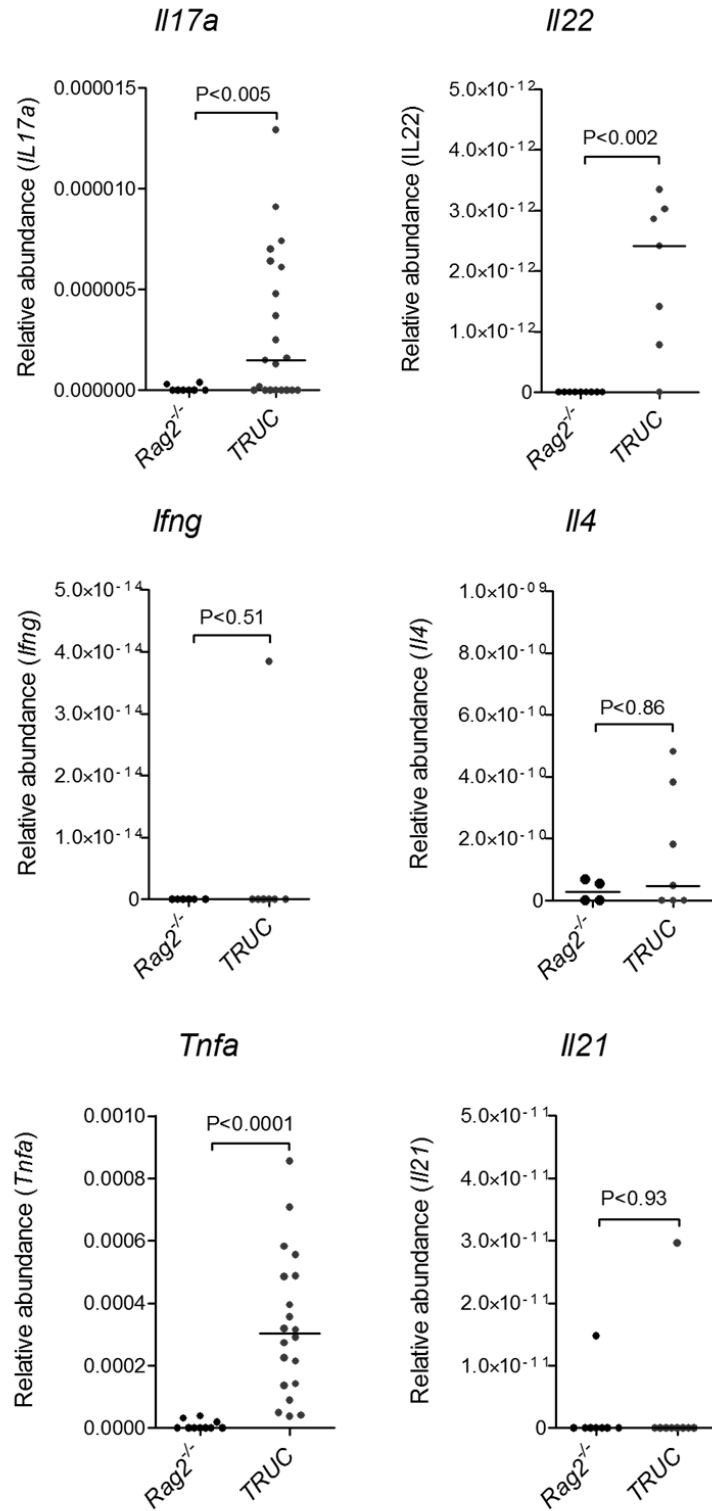 Il17a
Relative abundance (IL17a)
0.000015
0.000010
0.000005
0.000000
P<0.005
Rag2-/-
TRUC
Il22
Relative abundance (IL22)
5.0×10-12
4.0×10-12
3.0×10-12
2.0×10-12
1.0×10-12
0
P<0.002
Rag2-/-
TRUC
Ifng
Relative abundance (Ifng)
5.0×10-14
4.0×10-14
3.0×10-14
2.0×10-14
1.0×10-14
0
P<0.51
Rag2-/-
TRUC
Il4
Relative abundance (Il4)
1.0×10-09
8.0×10-10
6.0×10-10
4.0×10-10
2.0×10-10
0
P<0.86
Rag2-/-
TRUC
Tnfa
Relative abundance (Tnfa)
0.0010
0.0008
0.0006
0.0004
0.0002
0.0000
P<0.0001
Rag2-/-
TRUC
Il21
Relative abundance (Il21)
5.0×10-11
4.0×10-11
3.0×10-11
2.0×10-11
1.0×10-11
0
P<0.93
Rag2-/-
TRUC